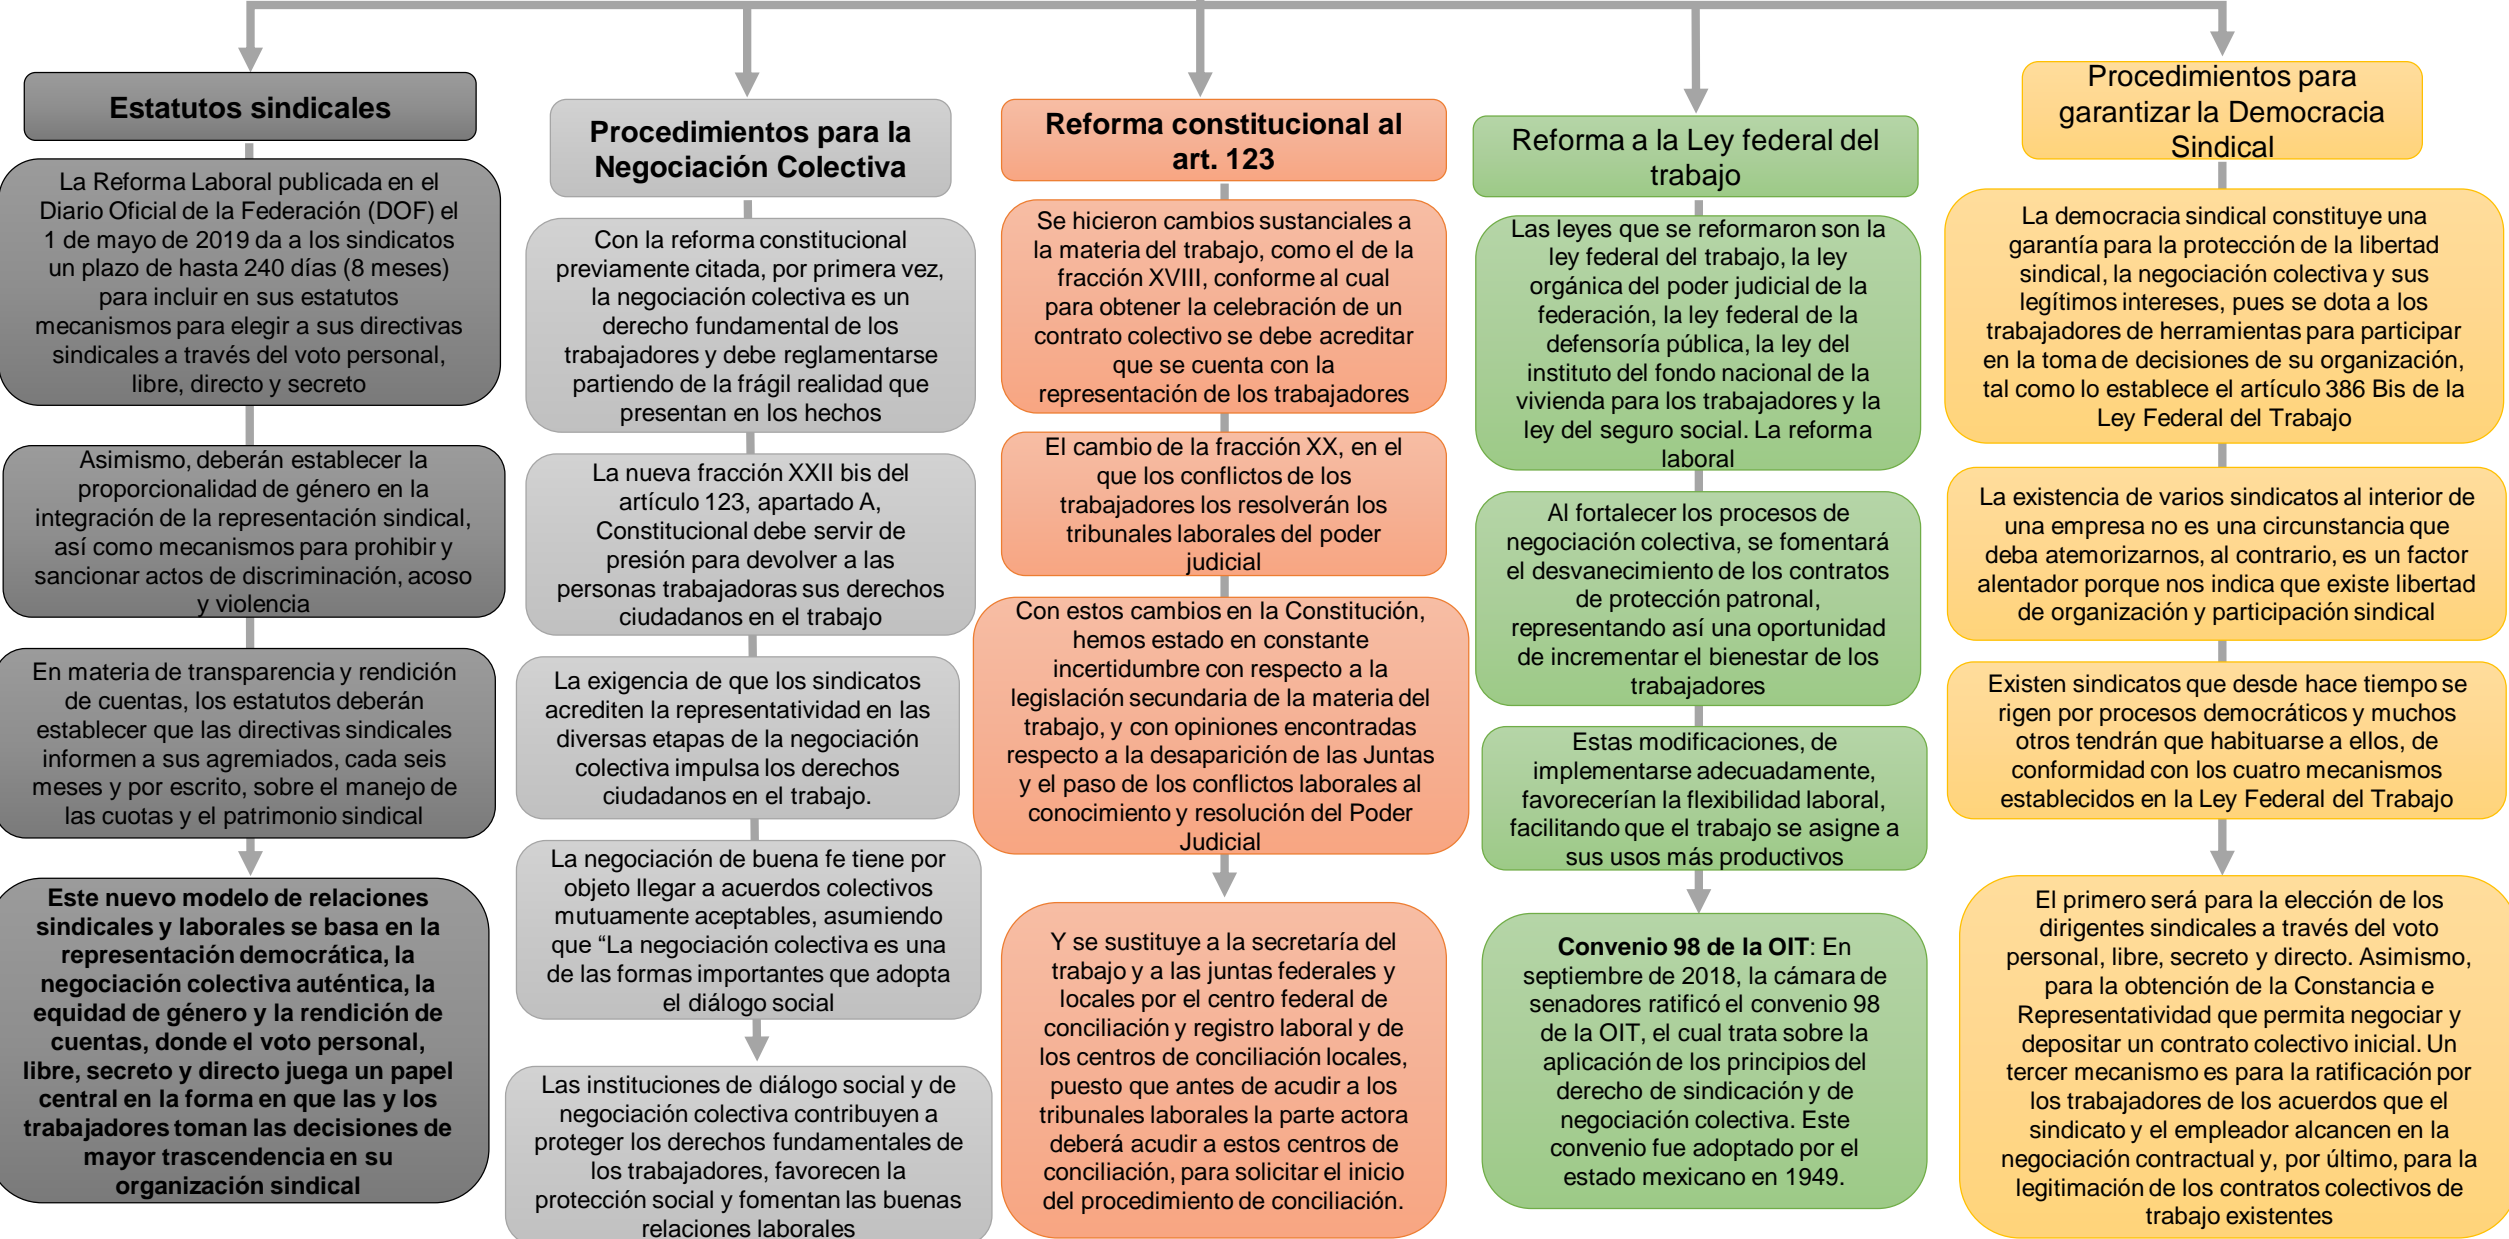 Estatutos sindicales
La Reforma Laboral publicada en el
Diario Oficial de la Federación (DOF) el
1 de mayo de 2019 da a los sindicatos
un plazo de hasta 240 días (8 meses)
para incluir en sus estatutos
mecanismos para elegir a sus directivas
sindicales a través del voto personal,
libre, directo y secreto
Asimismo, deberán establecer la
proporcionalidad de género en la
integración de la representación sindical,
así como mecanismos para prohibir y
sancionar actos de discriminación, acoso
y violencia
En materia de transparencia y rendición
de cuentas, los estatutos deberán
establecer que las directivas sindicales
informen a sus agremiados, cada seis
meses y por escrito, sobre el manejo de
las cuotas y el patrimonio sindical
Este nuevo modelo de relaciones
sindicales y laborales se basa en la
representación democrática, la
negociación colectiva auténtica, la
equidad de género y la rendición de
cuentas, donde el voto personal,
libre, secreto y directo juega un papel
central en la forma en que las y los
trabajadores toman las decisiones de
mayor trascendencia en su
organización sindical
Procedimientos para la
Negociación Colectiva
Con la reforma constitucional
previamente citada, por primera vez,
la negociación colectiva es un
derecho fundamental de los
trabajadores y debe reglamentarse
partiendo de la frágil realidad que
presentan en los hechos
La nueva fracción XXII bis del
artículo 123, apartado A,
Constitucional debe servir de
presión para devolver a las
personas trabajadoras sus derechos
ciudadanos en el trabajo
La exigencia de que los sindicatos
acrediten la representatividad en las
diversas etapas de la negociación
colectiva impulsa los derechos
ciudadanos en el trabajo.
La negociación de buena fe tiene por
objeto llegar a acuerdos colectivos
mutuamente aceptables, asumiendo
que “La negociación colectiva es una
de las formas importantes que adopta
el diálogo social
Las instituciones de diálogo social y de
negociación colectiva contribuyen a
proteger los derechos fundamentales de
los trabajadores, favorecen la
protección social y fomentan las buenas
relaciones laborales
Reforma constitucional al
art. 123
Se hicieron cambios sustanciales a
la materia del trabajo, como el de la
fracción XVIII, conforme al cual
para obtener la celebración de un
contrato colectivo se debe acreditar
que se cuenta con la
representación de los trabajadores
El cambio de la fracción XX, en el
que los conflictos de los
trabajadores los resolverán los
tribunales laborales del poder
judicial
Con estos cambios en la Constitución,
hemos estado en constante
incertidumbre con respecto a la
legislación secundaria de la materia del
trabajo, y con opiniones encontradas
respecto a la desaparición de las Juntas
y el paso de los conflictos laborales al
conocimiento y resolución del Poder
Judicial
Y se sustituye a la secretaría del
trabajo y a las juntas federales y
locales por el centro federal de
conciliación y registro laboral y de
los centros de conciliación locales,
puesto que antes de acudir a los
tribunales laborales la parte actora
deberá acudir a estos centros de
conciliación, para solicitar el inicio
del procedimiento de conciliación.
Reforma a la Ley federal del
trabajo
Las leyes que se reformaron son la
ley federal del trabajo, la ley
orgánica del poder judicial de la
federación, la ley federal de la
defensoría pública, la ley del
instituto del fondo nacional de la
vivienda para los trabajadores y la
ley del seguro social. La reforma
laboral
Al fortalecer los procesos de
negociación colectiva, se fomentará
el desvanecimiento de los contratos
de protección patronal,
representando así una oportunidad
de incrementar el bienestar de los
trabajadores
Estas modificaciones, de
implementarse adecuadamente,
favorecerían la flexibilidad laboral,
facilitando que el trabajo se asigne a
sus usos más productivos
Convenio 98 de la OIT: En
septiembre de 2018, la cámara de
senadores ratificó el convenio 98
de la OIT, el cual trata sobre la
aplicación de los principios del
derecho de sindicación y de
negociación colectiva. Este
convenio fue adoptado por el
estado mexicano en 1949.
Procedimientos para
garantizar la Democracia
Sindical
La democracia sindical constituye una
garantía para la protección de la libertad
sindical, la negociación colectiva y sus
legítimos intereses, pues se dota a los
trabajadores de herramientas para participar
en la toma de decisiones de su organización,
tal como lo establece el artículo 386 Bis de la
Ley Federal del Trabajo
La existencia de varios sindicatos al interior de
una empresa no es una circunstancia que
deba atemorizarnos, al contrario, es un factor
alentador porque nos indica que existe libertad
de organización y participación sindical
Existen sindicatos que desde hace tiempo se
rigen por procesos democráticos y muchos
otros tendrán que habituarse a ellos, de
conformidad con los cuatro mecanismos
establecidos en la Ley Federal del Trabajo
El primero será para la elección de los
dirigentes sindicales a través del voto
personal, libre, secreto y directo. Asimismo,
para la obtención de la Constancia e
Representatividad que permita negociar y
depositar un contrato colectivo inicial. Un
tercer mecanismo es para la ratificación por
los trabajadores de los acuerdos que el
sindicato y el empleador alcancen en la
negociación contractual y, por último, para la
legitimación de los contratos colectivos de
trabajo existentes